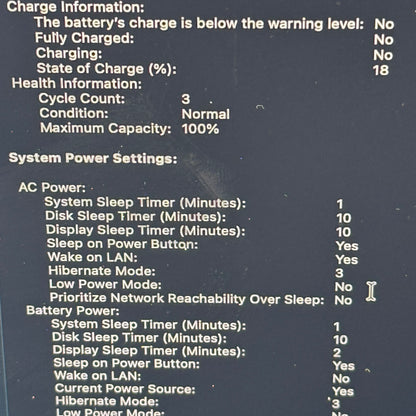 Charge Information:
The battery's charge is below the warning level: No
Fully Charged: No
Charging: No
State of Charge (%): 18
Health Information:
Cycle Count: 3
Condition: Normal
Maximum Capacity: 100%
System Power Settings:
AC Power:
System Sleep Timer (Minutes): 1
Disk Sleep Timer (Minutes): 10
Display Sleep Timer (Minutes): 10
Sleep on Power Button: Yes
Wake on LAN: Yes
Hibernate Mode: 3
Low Power Mode: No
Prioritize Network Reachability Over Sleep: No
Battery Power:
System Sleep Timer (Minutes): 1
Disk Sleep Timer (Minutes): 10
Display Sleep Timer (Minutes): 2
Sleep on Power Button: Yes
Wake on LAN: No
Current Power Source: Yes
Hibernate Mode: 3
Low Power Mode: No